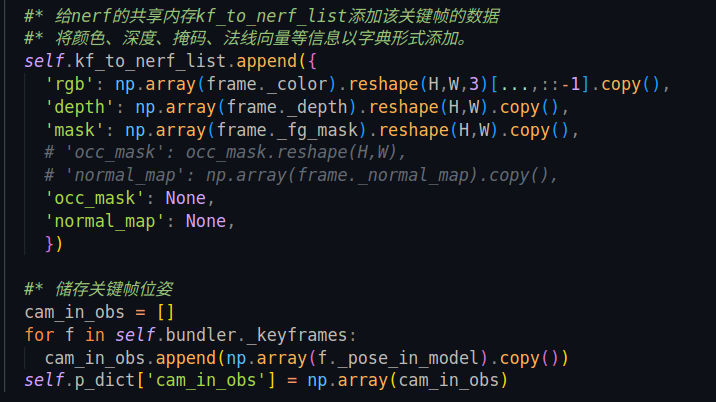 #* 给nerf的共享内存kf_to_nerf_list添加该关键帧的数据
#* 将颜色、深度、掩码、法线向量等信息以字典形式添加。
self.kf_to_nerf_list.append({
  'rgb': np.array(frame._color).reshape(H,W,3)[...,::-1].copy(),
  'depth': np.array(frame._depth).reshape(H,W).copy(),
  'mask': np.array(frame._fg_mask).reshape(H,W).copy(),
  # 'occ_mask': occ_mask.reshape(H,W),
  # 'normal_map': np.array(frame._normal_map).copy(),
  'occ_mask': None,
  'normal_map': None,
  })
#* 储存关键帧位姿
cam_in_obs = []
for f in self.bundler._keyframes:
  cam_in_obs.append(np.array(f._pose_in_model).copy())
self.p_dict['cam_in_obs'] = np.array(cam_in_obs)